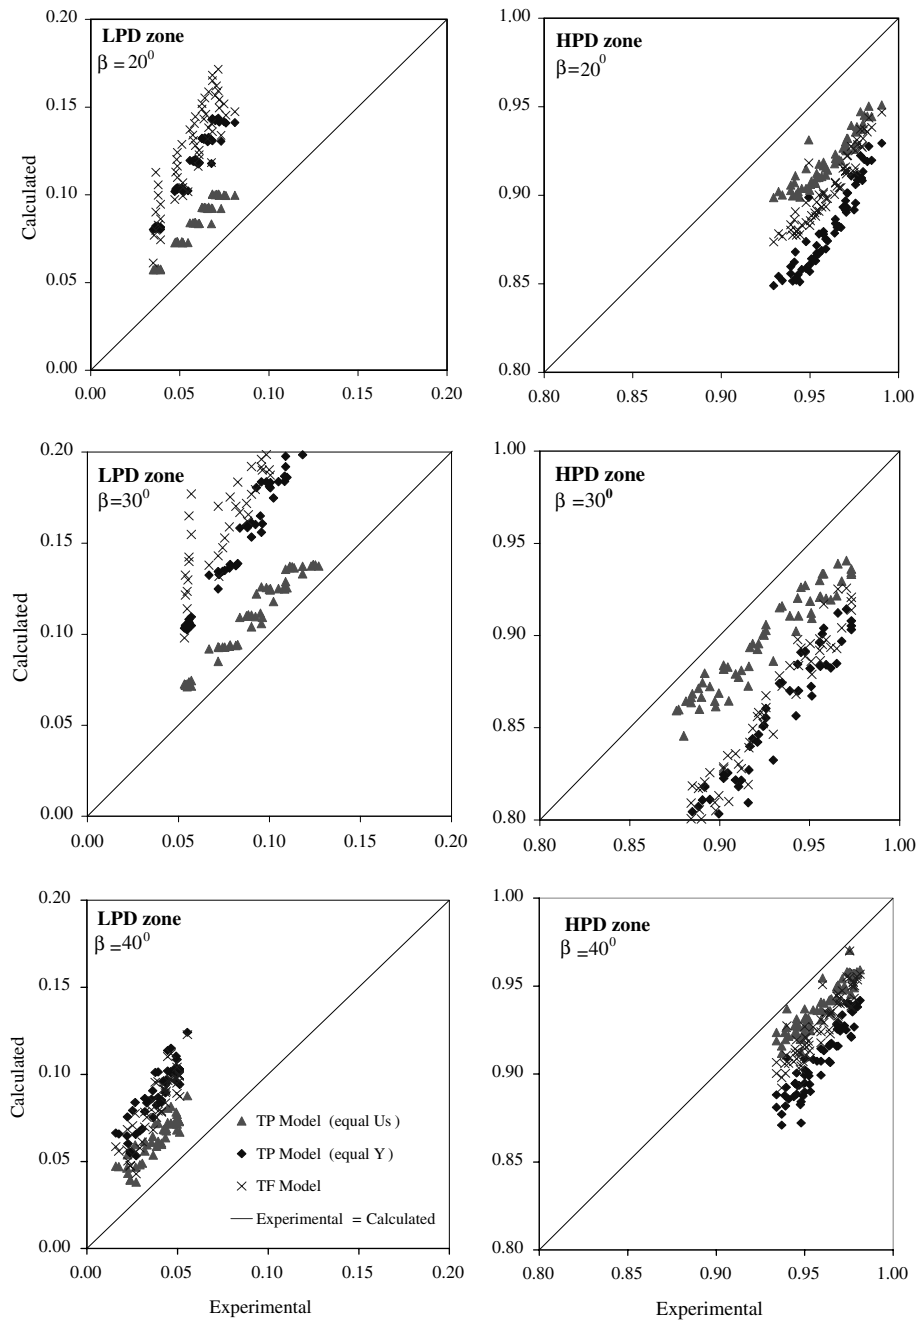 LPD zone
β = 20⁰
0.20
0.15
0.10
0.05
0.00
Calculated
0.00 0.05 0.10 0.15 0.20
HPD zone
β=20⁰
1.00
0.95
0.90
0.85
0.80
0.80 0.85 0.90 0.95 1.00
LPD zone
β=30⁰
0.20
0.15
0.10
0.05
0.00
Calculated
0.00 0.05 0.10 0.15 0.20
HPD zone
β =30⁰
1.00
0.95
0.90
0.85
0.80
0.80 0.85 0.90 0.95 1.00
LPD zone
β =40⁰
0.20
0.15
0.10
0.05
0.00
Calculated
TP Model (equal Us )
TP Model (equal Y )
TF Model
Experimental = Calculated
0.00 0.05 0.10 0.15 0.20
Experimental
HPD zone
β =40⁰
1.00
0.95
0.90
0.85
0.80
0.80 0.85 0.90 0.95 1.00
Experimental